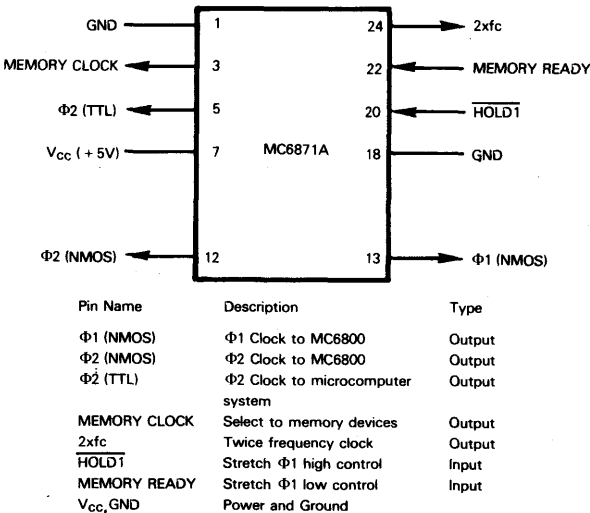 GND 1 24 2xfc
MEMORY CLOCK 3 22 MEMORY READY
Φ2 (TTL) 5 20 HOLD1
VCC (+5V) 7 MC6871A 18 GND
Φ2 (NMOS) 12 13 Φ1 (NMOS)
Pin Name Description Type
Φ1 (NMOS) Φ1 Clock to MC6800 Output
Φ2 (NMOS) Φ2 Clock to MC6800 Output
Φ2 (TTL) Φ2 Clock to microcomputer Output
system
MEMORY CLOCK Select to memory devices Output
2xfc Twice frequency clock Output
HOLD1 Stretch Φ1 high control Input
MEMORY READY Stretch Φ1 low control Input
VCC, GND Power and Ground